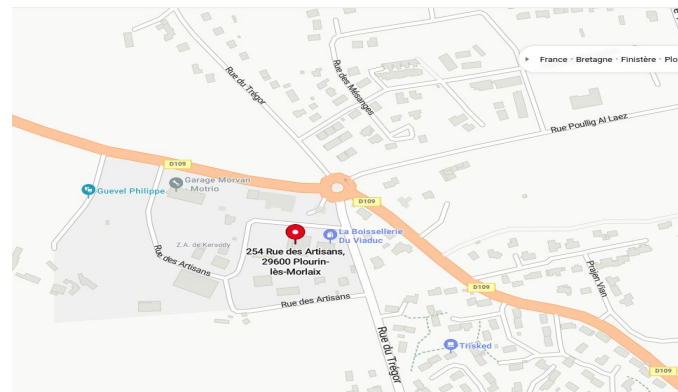 France · Bretagne · Finistère · Plo
Rue du Trégor
Rue des Mésanges
Rue Poullig Al Laez
D109
Garage Morvan
Motrio
Guevel Philippe
D109
La Boissellerie
Du Viaduc
Z.A. de Kersody
254 Rue des Artisans,
29600 Plourin-
lès-Morlaix
Rue des Artisans
Rue des Artisans
D109
Prajen Vian
Rue du Trégor
Trisked
D109